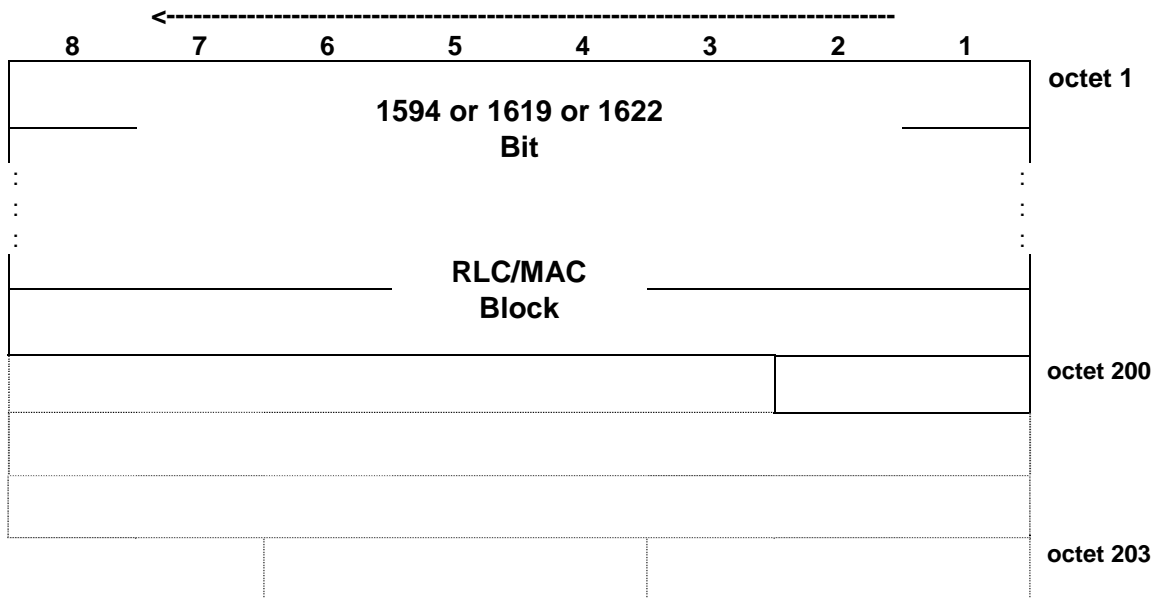 <--------------------------------------------------------------------------------
8 7 6 5 4 3 2 1
octet 1
1594 or 1619 or 1622
Bit
: :
: :
: :
RLC/MAC
Block
octet 200
octet 203